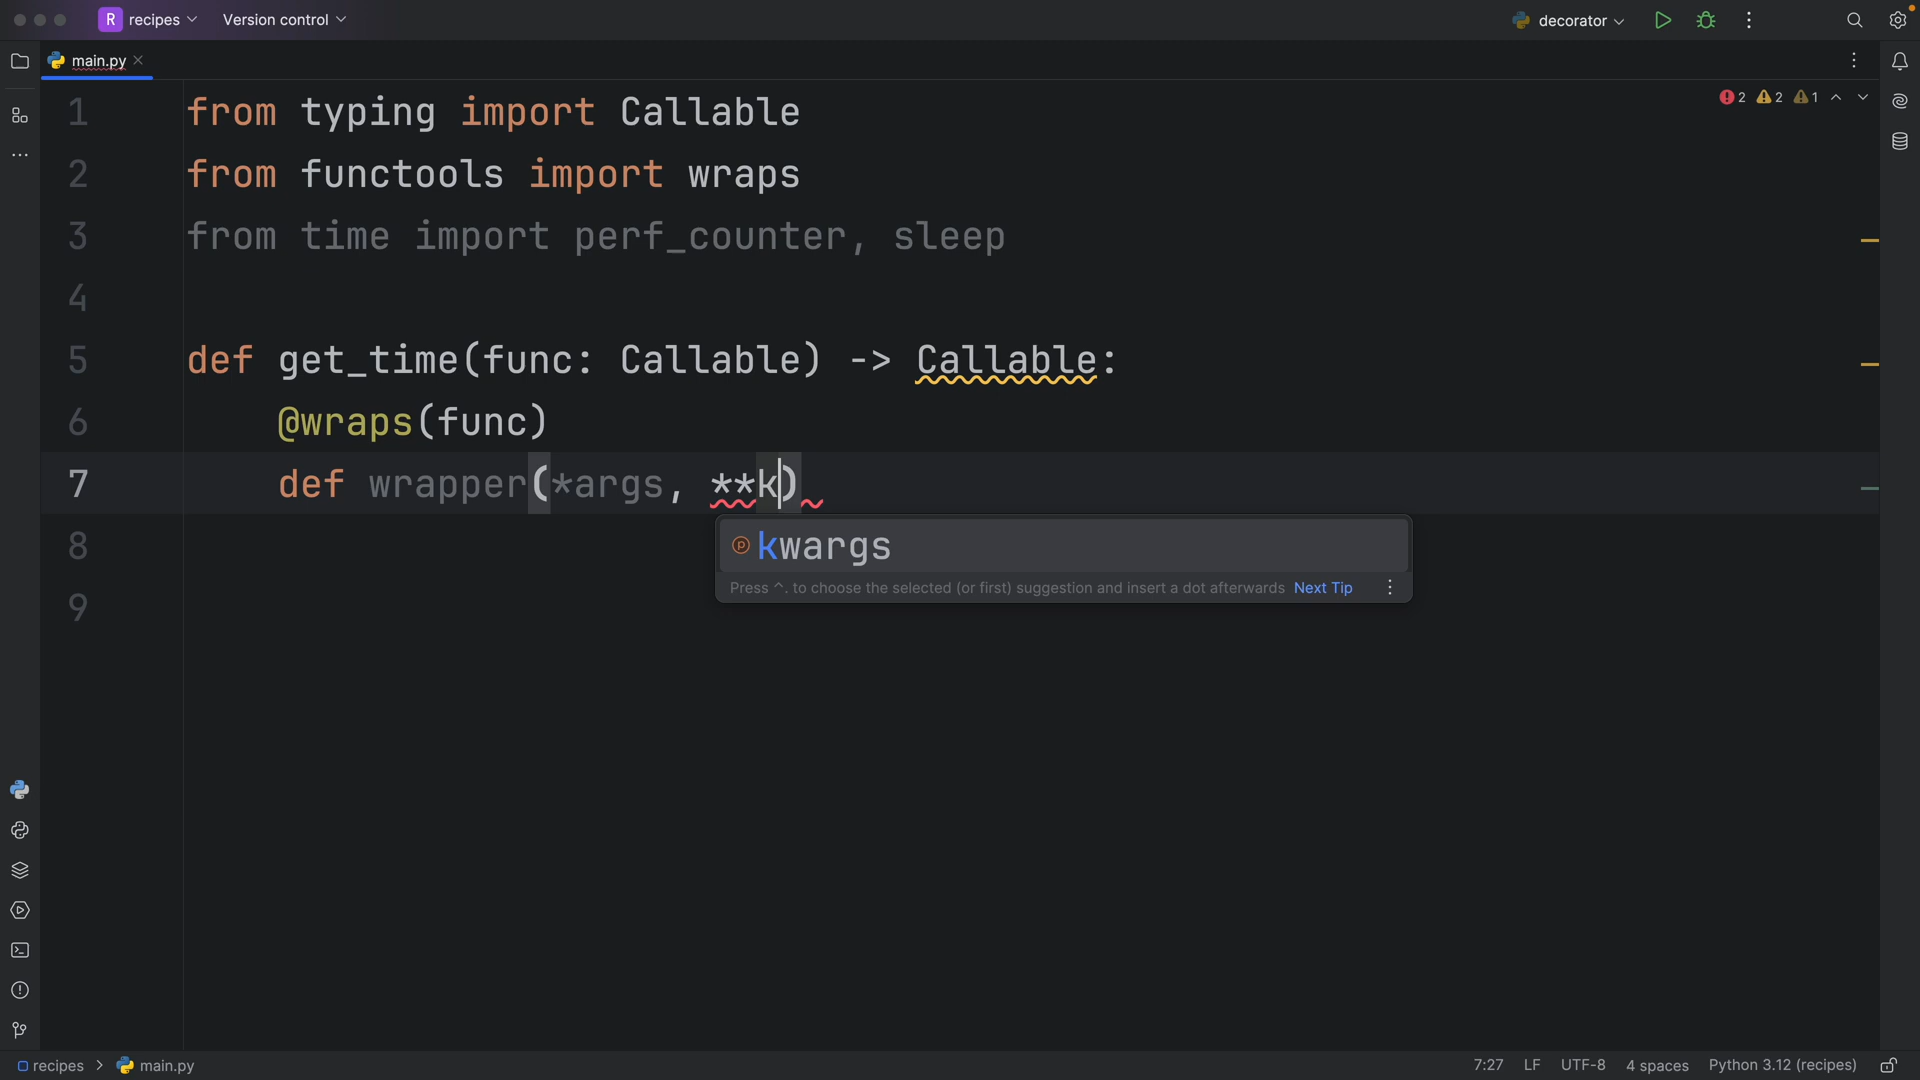 R recipes Version control decorator
main.py
2 2 1
1 from typing import Callable
2 from functools import wraps
3 from time import perf_counter, sleep
4
5 def get_time(func: Callable) -> Callable:
6 @wraps(func)
7 def wrapper(*args, **k)
8
p kwargs
Press ^. to choose the selected (or first) suggestion and insert a dot afterwards Next Tip
9
recipes > main.py 7:27 LF UTF-8 4 spaces Python 3.12 (recipes)